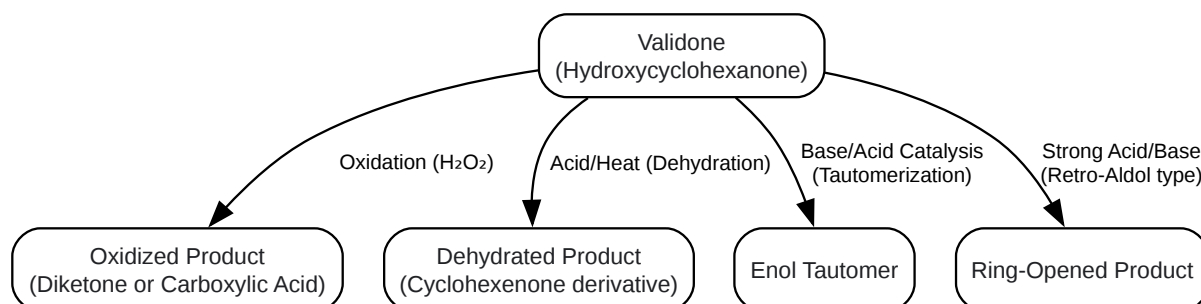 Validone
(Hydroxycyclohexanone)
Oxidation (H₂O₂)
Acid/Heat (Dehydration)
Base/Acid Catalysis
(Tautomerization)
Strong Acid/Base
(Retro-Aldol type)
Oxidized Product
(Diketone or Carboxylic Acid)
Dehydrated Product
(Cyclohexenone derivative)
Enol Tautomer
Ring-Opened Product